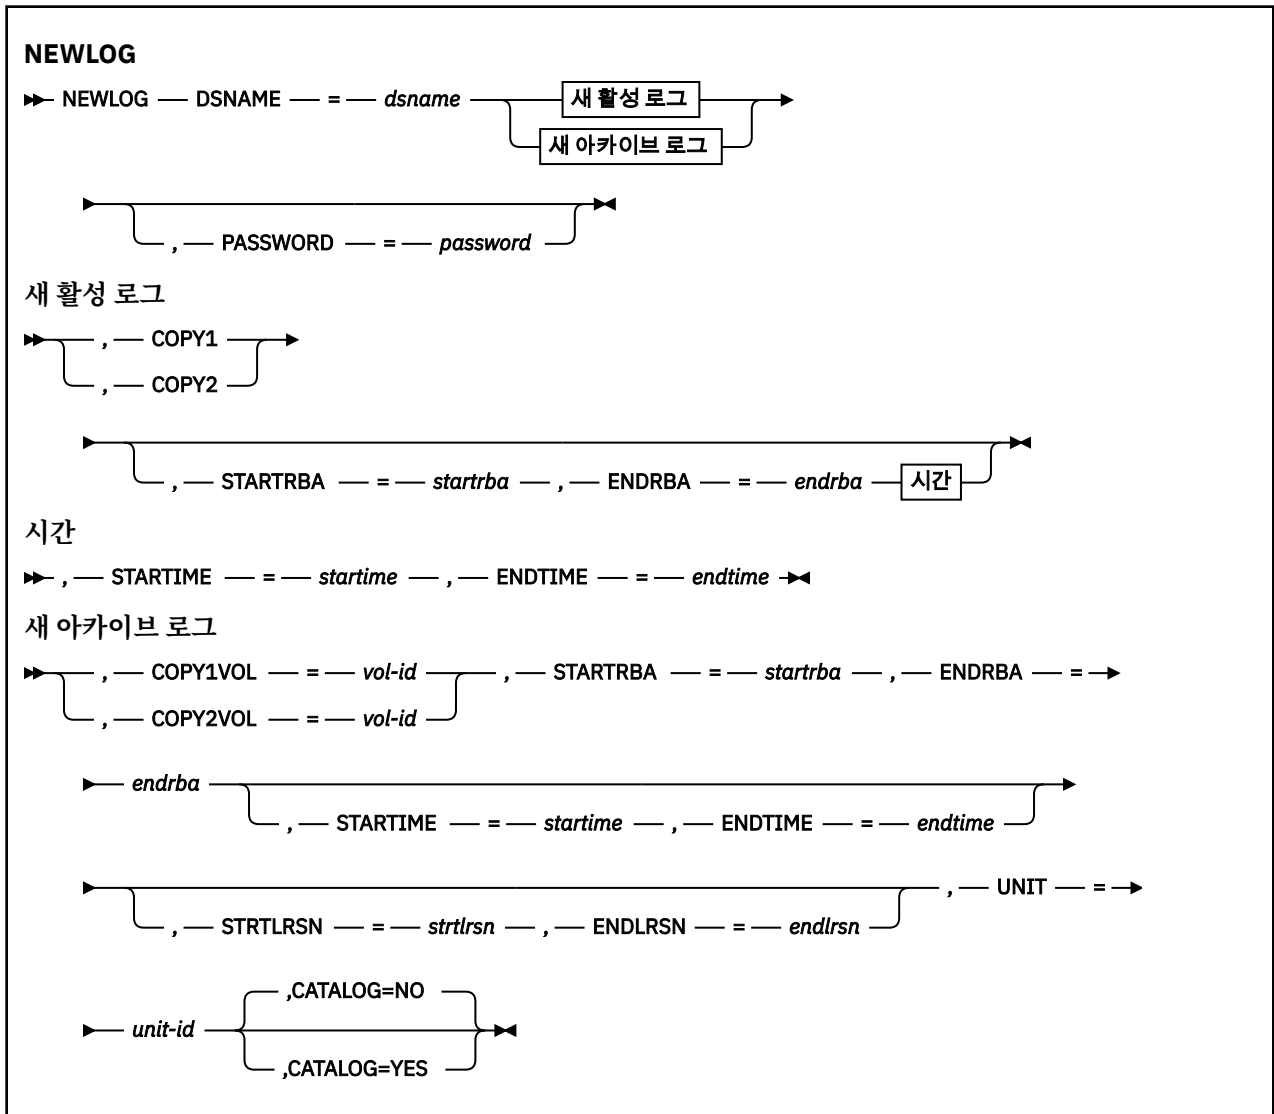 NEWLOG
NEWLOG DSNAME = dsname 새 활성 로그
새 아카이브 로그
, PASSWORD = password
새 활성 로그
, COPY1
, COPY2
, STARTRBA = startrba , ENDRBA = endrba 시간
시간
, STARTIME = startime , ENDTIME = endtime
새 아카이브 로그
, COPY1VOL = vol-id , STARTRBA = startrba , ENDRBA =
, COPY2VOL = vol-id
endrba
, STARTIME = startime , ENDTIME = endtime
, UNIT =
, STRTLRSN = strtlrsn , ENDLRSN = endlrsn
,CATALOG=NO
unit-id
,CATALOG=YES